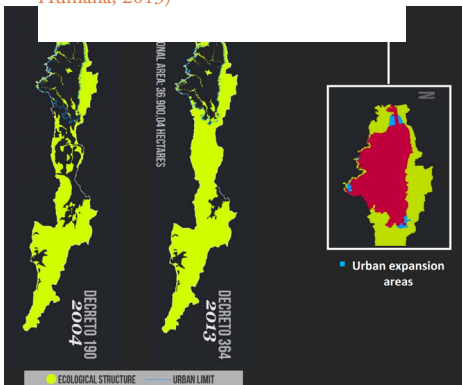 Humana, 2013)
ONAL AREA: 36.900,04 HECTARES
N
Urban expansion
areas
DECRETO 190
2004
DECRETO 364
2013
ECOLOGICAL STRUCTURE
URBAN LIMIT